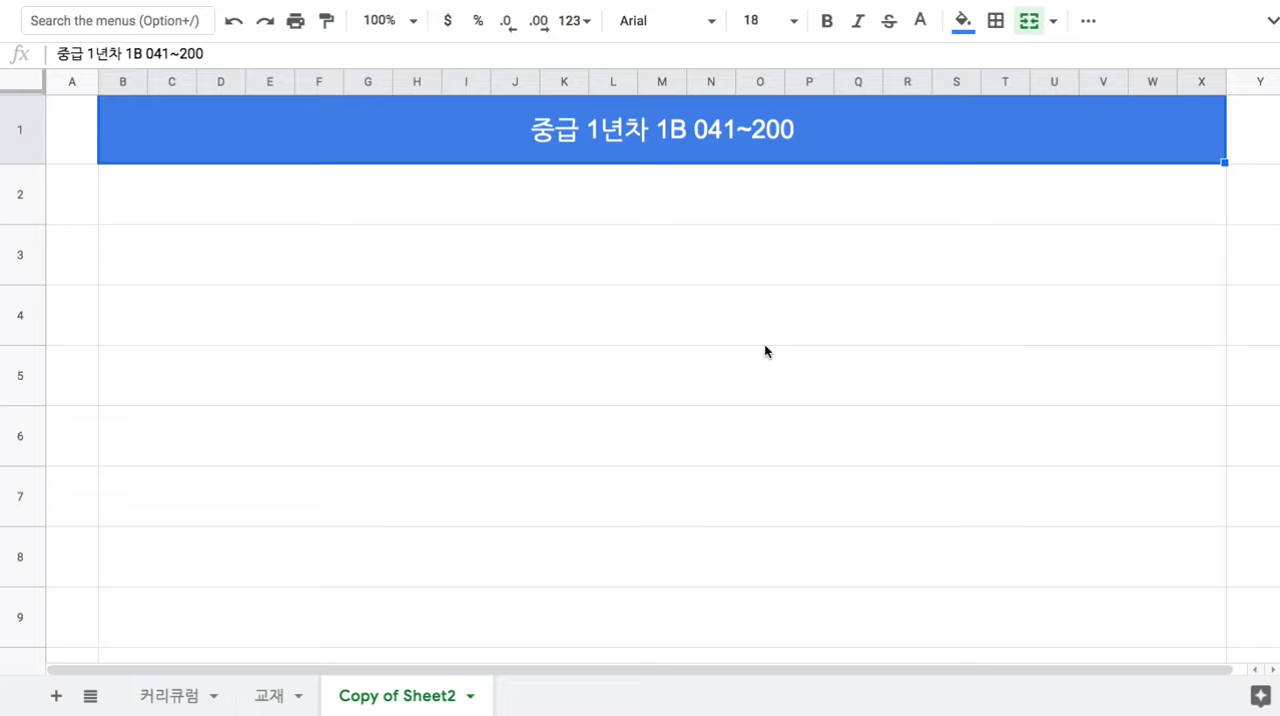 Search the menus (Option+/) 100% $ % .0 .00 123 Arial 18 B I S A
fx 중급 1년차 1B 041~200
A B C D E F G H I J K L M N O P Q R S T U V W X Y
1 중급 1년차 1B 041~200
2
3
4
5
6
7
8
9
커리큐럼 교재 Copy of Sheet2